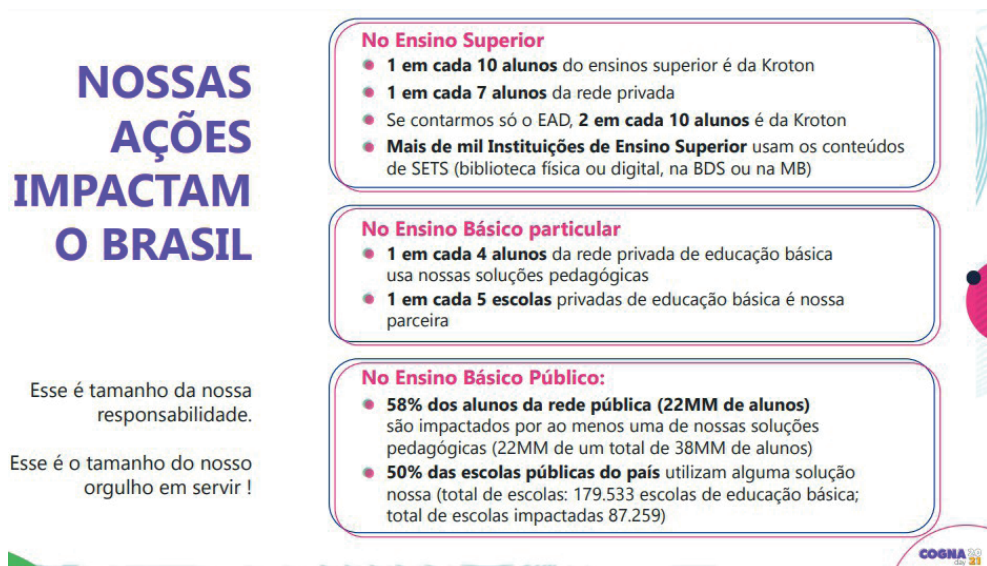 NOSSAS
AÇÕES
IMPACTAM
O BRASIL
Esse é tamanho da nossa
responsabilidade.
Esse é o tamanho do nosso
orgulho em servir !
No Ensino Superior
1 em cada 10 alunos do ensinos superior é da Kroton
1 em cada 7 alunos da rede privada
Se contarmos só o EAD, 2 em cada 10 alunos é da Kroton
Mais de mil Instituições de Ensino Superior usam os conteúdos
de SETS (biblioteca física ou digital, na BDS ou na MB)
No Ensino Básico particular
1 em cada 4 alunos da rede privada de educação básica
usa nossas soluções pedagógicas
1 em cada 5 escolas privadas de educação básica é nossa
parceira
No Ensino Básico Público:
58% dos alunos da rede pública (22MM de alunos)
são impactados por ao menos uma de nossas soluções
pedagógicas (22MM de um total de 38MM de alunos)
50% das escolas públicas do país utilizam alguma solução
nossa (total de escolas: 179.533 escolas de educação básica;
total de escolas impactadas 87.259)
COGNA 20
day 21